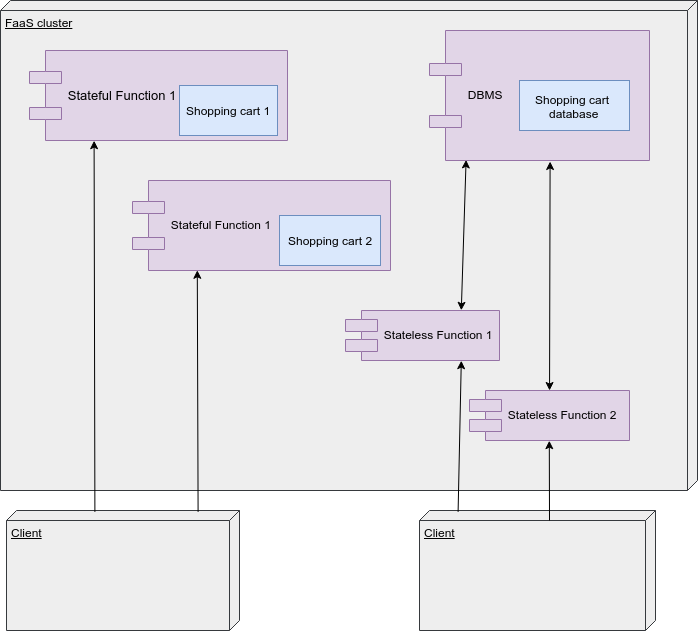 FaaS cluster
Stateful Function 1
Shopping cart 1
DBMS
Shopping cart
database
Stateful Function 1
Shopping cart 2
Stateless Function 1
Stateless Function 2
Client
Client